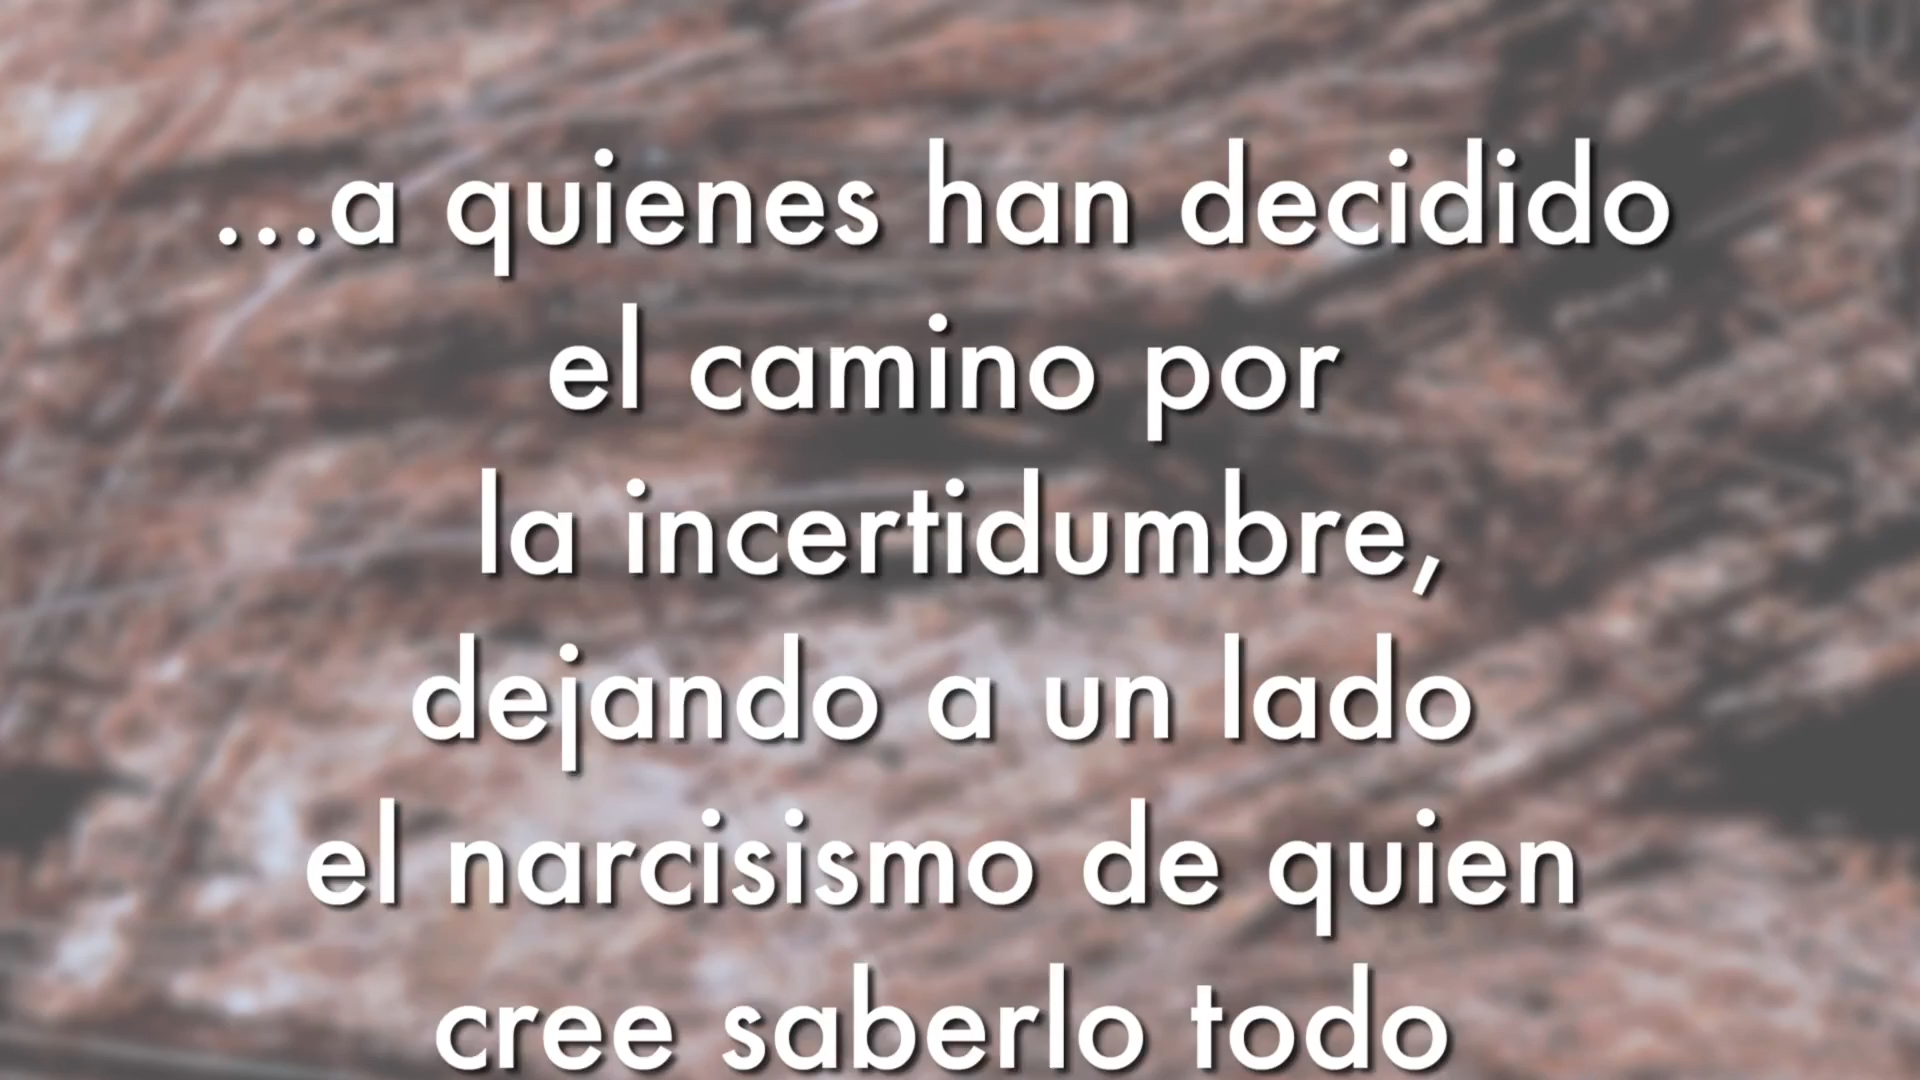 ...a quienes han decidido
el camino por
la incertidumbre,
dejando a un lado
el narcisismo de quien
cree saberlo todo